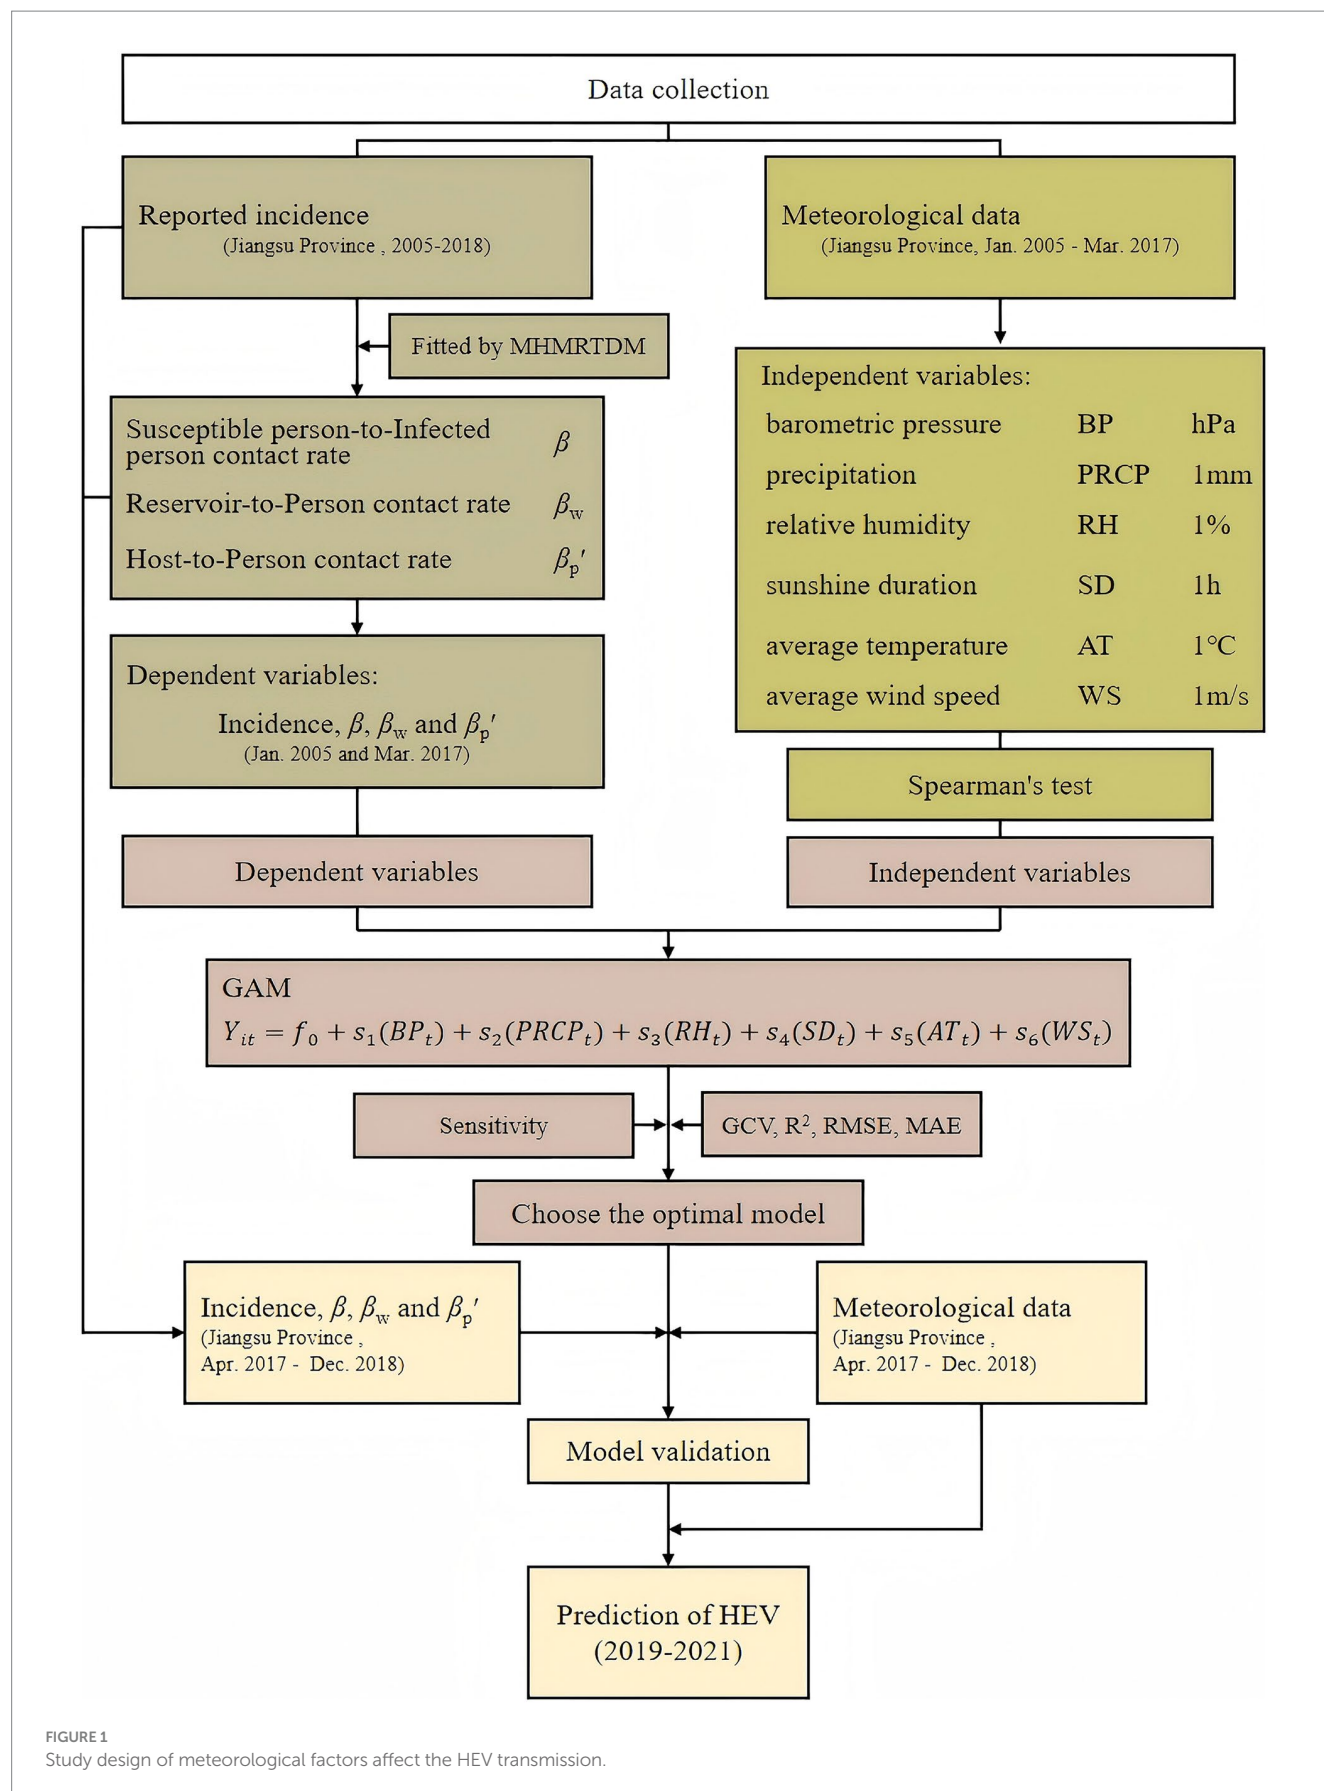 Data collection
Reported incidence
(Jiangsu Province , 2005-2018)
Meteorological data
(Jiangsu Province, Jan. 2005 - Mar. 2017)
Fitted by MHMRTDM
Susceptible person-to-Infected
person contact rate β
Reservoir-to-Person contact rate βw
Host-to-Person contact rate βp′
Independent variables:
barometric pressure BP hPa
precipitation PRCP 1mm
relative humidity RH 1%
sunshine duration SD 1h
average temperature AT 1°C
average wind speed WS 1m/s
Dependent variables:
Incidence, β, βw and βp′
(Jan. 2005 and Mar. 2017)
Spearman's test
Dependent variables
Independent variables
GAM
Yit = f0 + s1(BPt) + s2(PRCPt) + s3(RHt) + s4(SDt) + s5(ATt) + s6(WSt)
Sensitivity
GCV, R², RMSE, MAE
Choose the optimal model
Incidence, β, βw and βp′
(Jiangsu Province ,
Apr. 2017 - Dec. 2018)
Meteorological data
(Jiangsu Province ,
Apr. 2017 - Dec. 2018)
Model validation
Prediction of HEV
(2019-2021)
FIGURE 1
Study design of meteorological factors affect the HEV transmission.